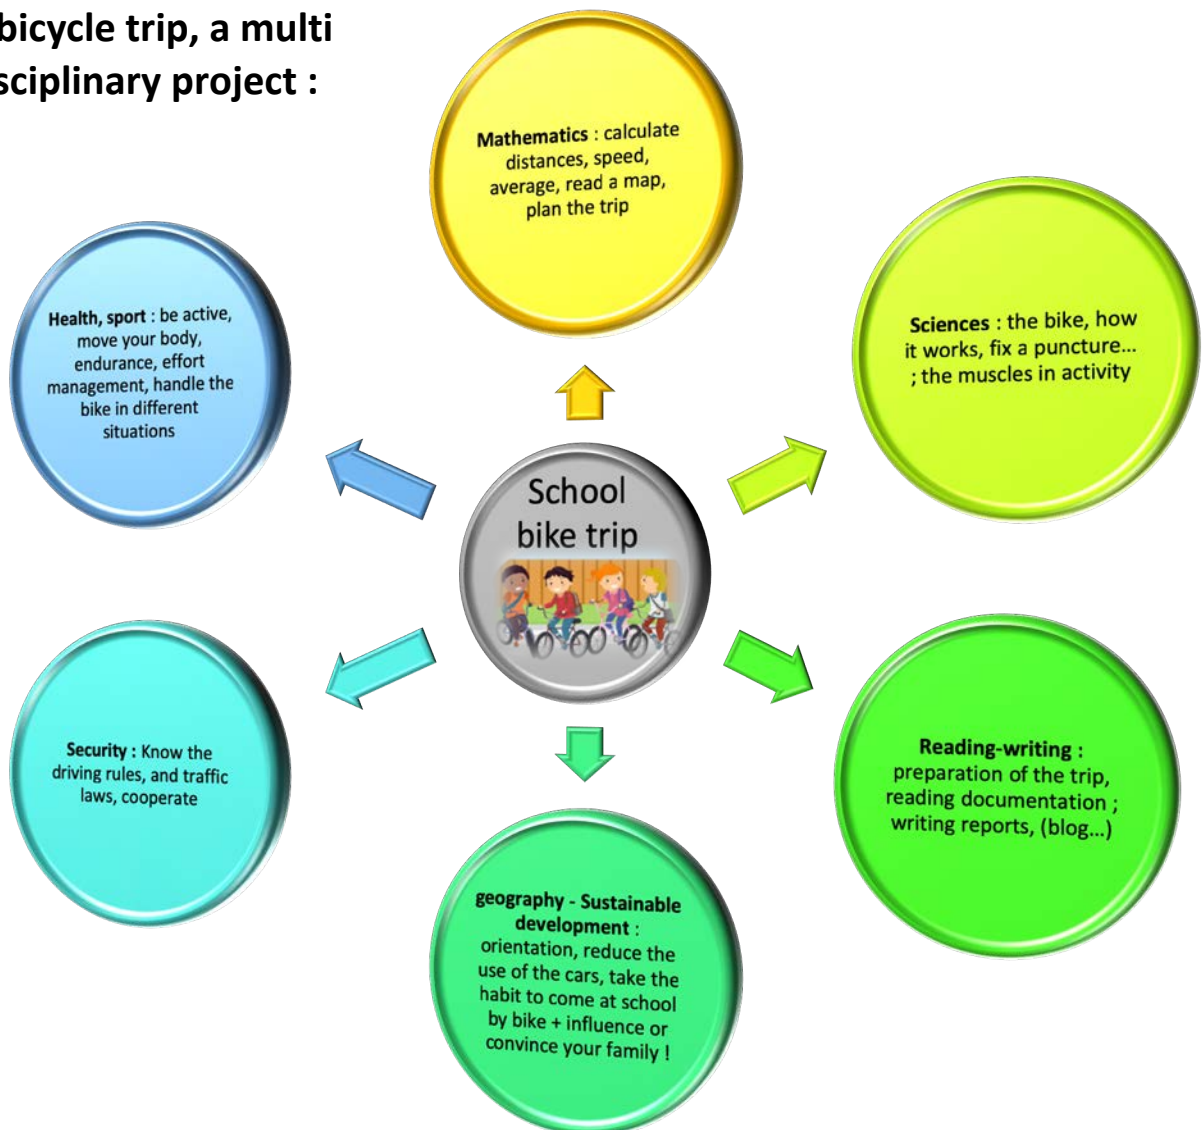 bicycle trip, a multi
sciplinary project :
Mathematics : calculate
distances, speed,
average, read a map,
plan the trip
Sciences : the bike, how
it works, fix a puncture...
; the muscles in activity
Health, sport : be active,
move your body,
endurance, effort
management, handle the
bike in different
situations
School
bike trip
Security : Know the
driving rules, and traffic
laws, cooperate
Reading-writing :
preparation of the trip,
reading documentation ;
writing reports, (blog...)
geography - Sustainable
development :
orientation, reduce the
use of the cars, take the
habit to come at school
by bike + influence or
convince your family !